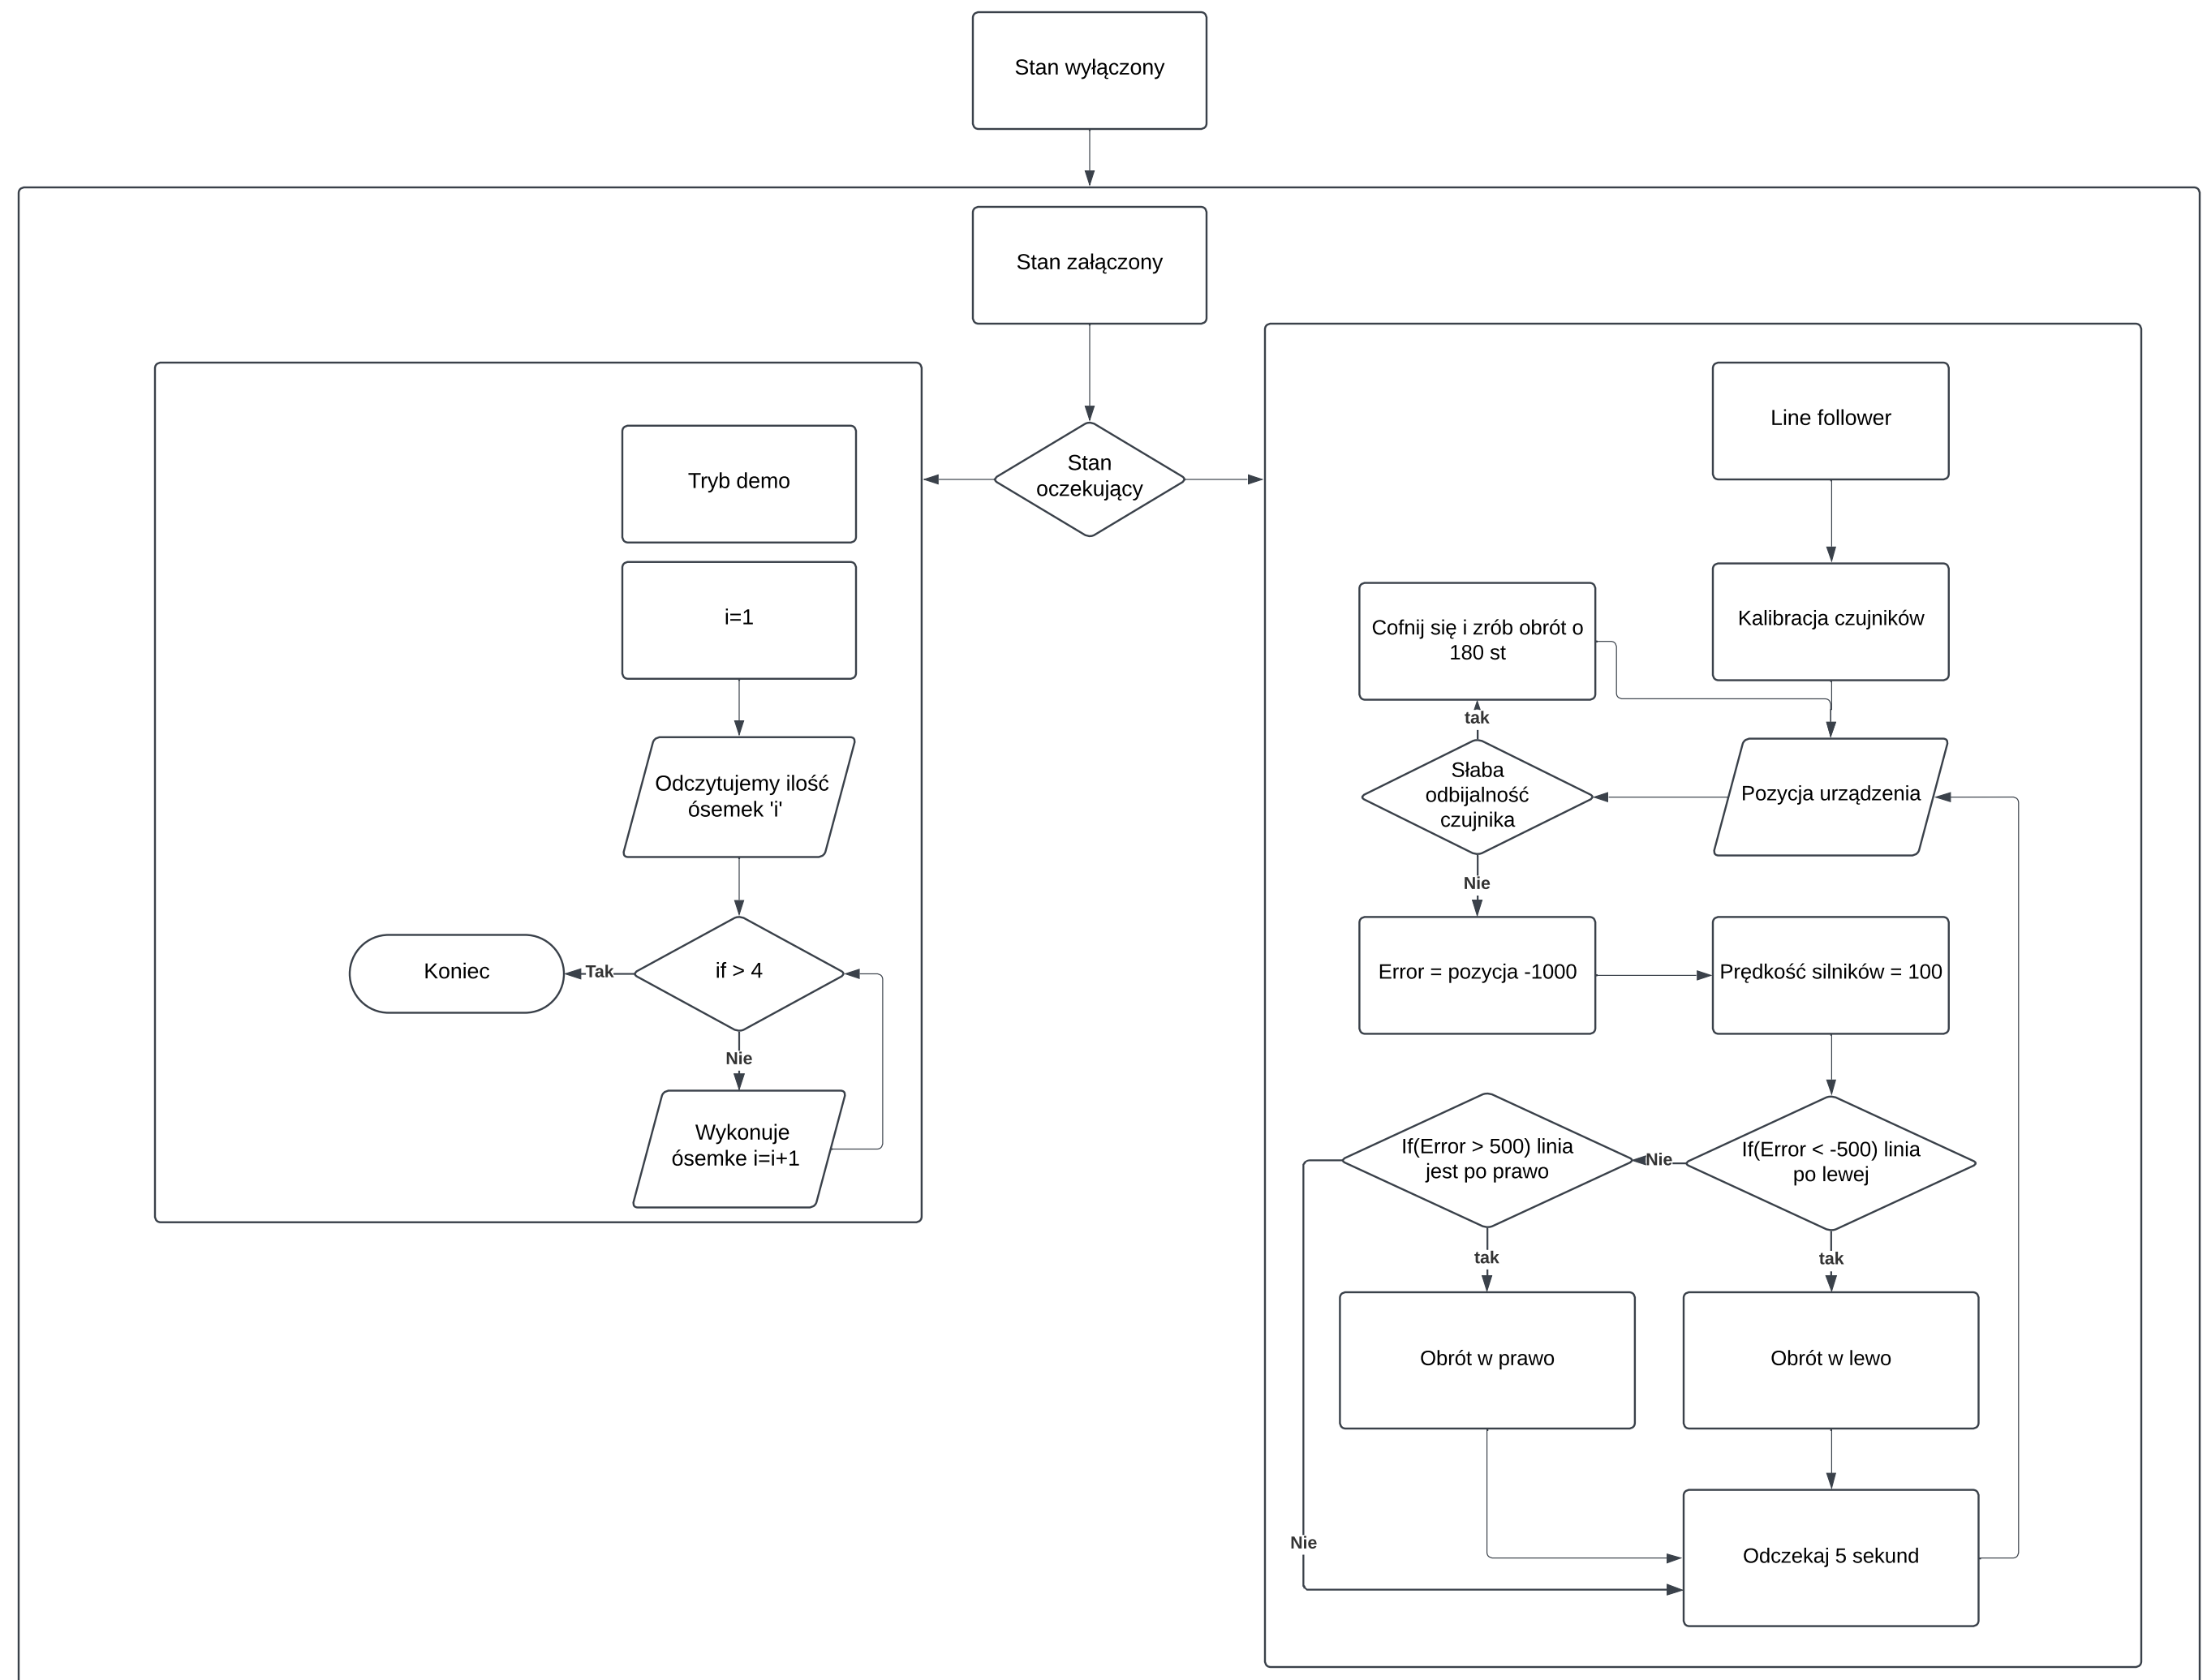 Stan wyłączony
Stan załączony
Stan
oczekujący
Tryb demo
i=1
Odczytujemy ilość
ósemek 'i'
if > 4
Tak
Koniec
Nie
Wykonuje
ósemke i=i+1
Line follower
Kalibracja czujników
Cofnij się i zrób obrót o
180 st
tak
Słaba
odbijalność
czujnika
Pozycja urządzenia
Nie
Error = pozycja -1000
Prędkość silników = 100
If(Error > 500) linia
jest po prawo
Nie
If(Error < -500) linia
po lewej
tak
tak
Obrót w prawo
Obrót w lewo
Nie
Odczekaj 5 sekund